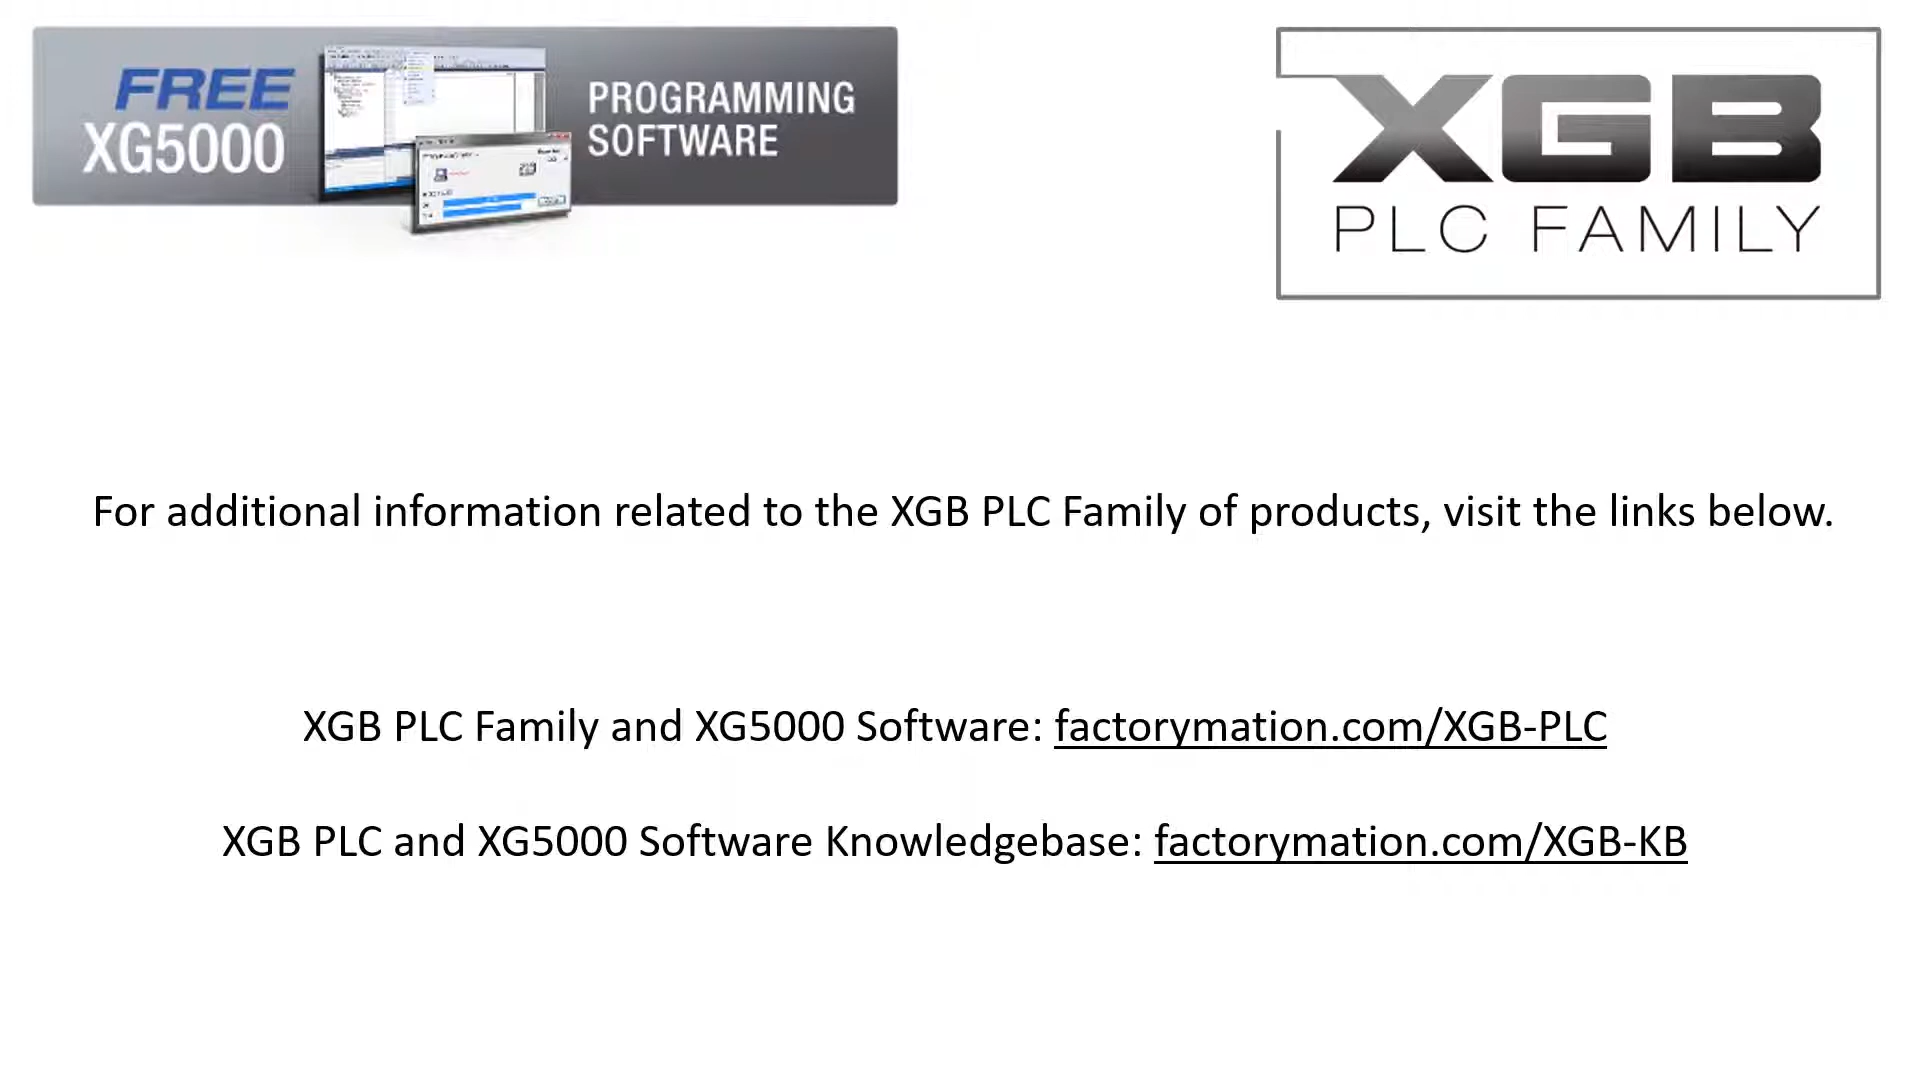 FREE
XG5000
PROGRAMMING
SOFTWARE
XGB
PLC FAMILY
For additional information related to the XGB PLC Family of products, visit the links below.
XGB PLC Family and XG5000 Software: factorymation.com/XGB-PLC
XGB PLC and XG5000 Software Knowledgebase: factorymation.com/XGB-KB